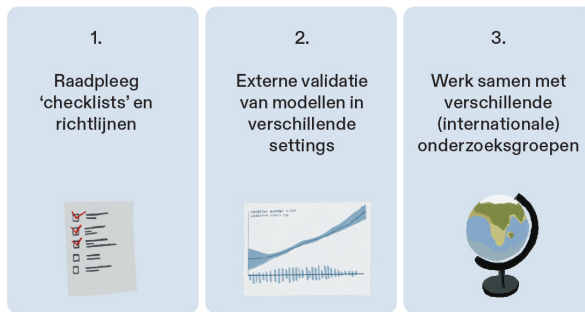 1.
Raadpleeg
‘checklists’ en
richtlijnen
2.
Externe validatie
van modellen in
verschillende
settings
3.
Werk samen met
verschillende
(internationale)
onderzoeksgroepen